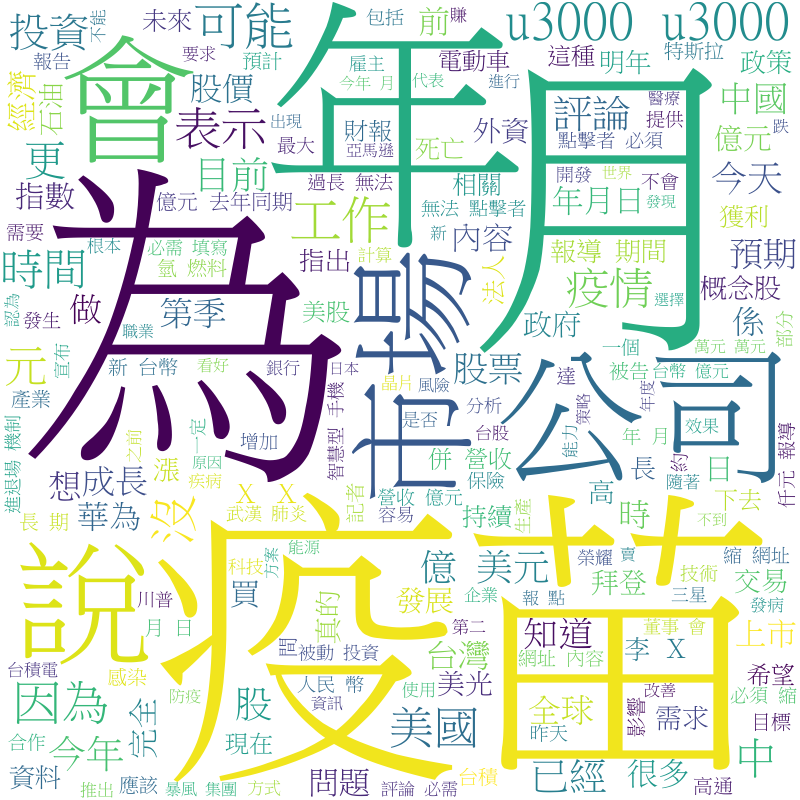 投資 不能
未來
可能
包括 賺
前
u3000 u3000
報告
要求
預計
雇主
電動車
這種
明年
特斯拉
政策
經濟
石油
股價
會
年
月
今年 月
代表
進行
評論
醫療
中國
跌
表示
出現
財報
亞馬遜
死亡
外資
點擊者 必須
提供
億元
更
目前
最大
過長 無法
相關
開發
世界
不會
今天
指數
億元 去年同期
無法 點擊者
年月日
發現
獲利
需要
根本
必需 填寫
氫 燃料
工作
指出
新
內容
報導 期間
預期
時間
計算
法人
疫情
選擇
概念股
認為
發生
做
為
第季
美股
市場
政府
係
部分
職業
元
宣布
新 台幣
看好
銀行
日本
晶片
風險
股票
一個
萬元 萬元
達
被告
台幣 億元
產業
智慧型 手機
是否
分析
公司
策略
能力
年度
效果
進退場 機制
之前
一定
增加
台股
年 月
想
成長
漲
原因
疾病
併
營收
長
約
日
隨著
仟元 報導
長 期
華為
沒
X X
武漢 肺炎
記者
營收 億元
保險
容易
持續
高
時
下去
生產
不到
說
疫苗
能源
方案
科技
億
美元
榮耀
賣
縮 網址
拜登
技術
交易
買
發展
企業
報 點
三星
發病
川普
月 日
真的
問
被動 投資
第二
知道
董事 會
上市
台灣
李 X
網址 內容
台積電
感染
因為
防疫
股
人民 幣
資訊
使用
美光
全球
改善
影響
需求
希望
必須 縮
目標
合作
今年
完全
現在
美國
昨天
中
資料
推出
應該
暴風 集團
方式
問題
評論 必需
台積
已經
很多
高通